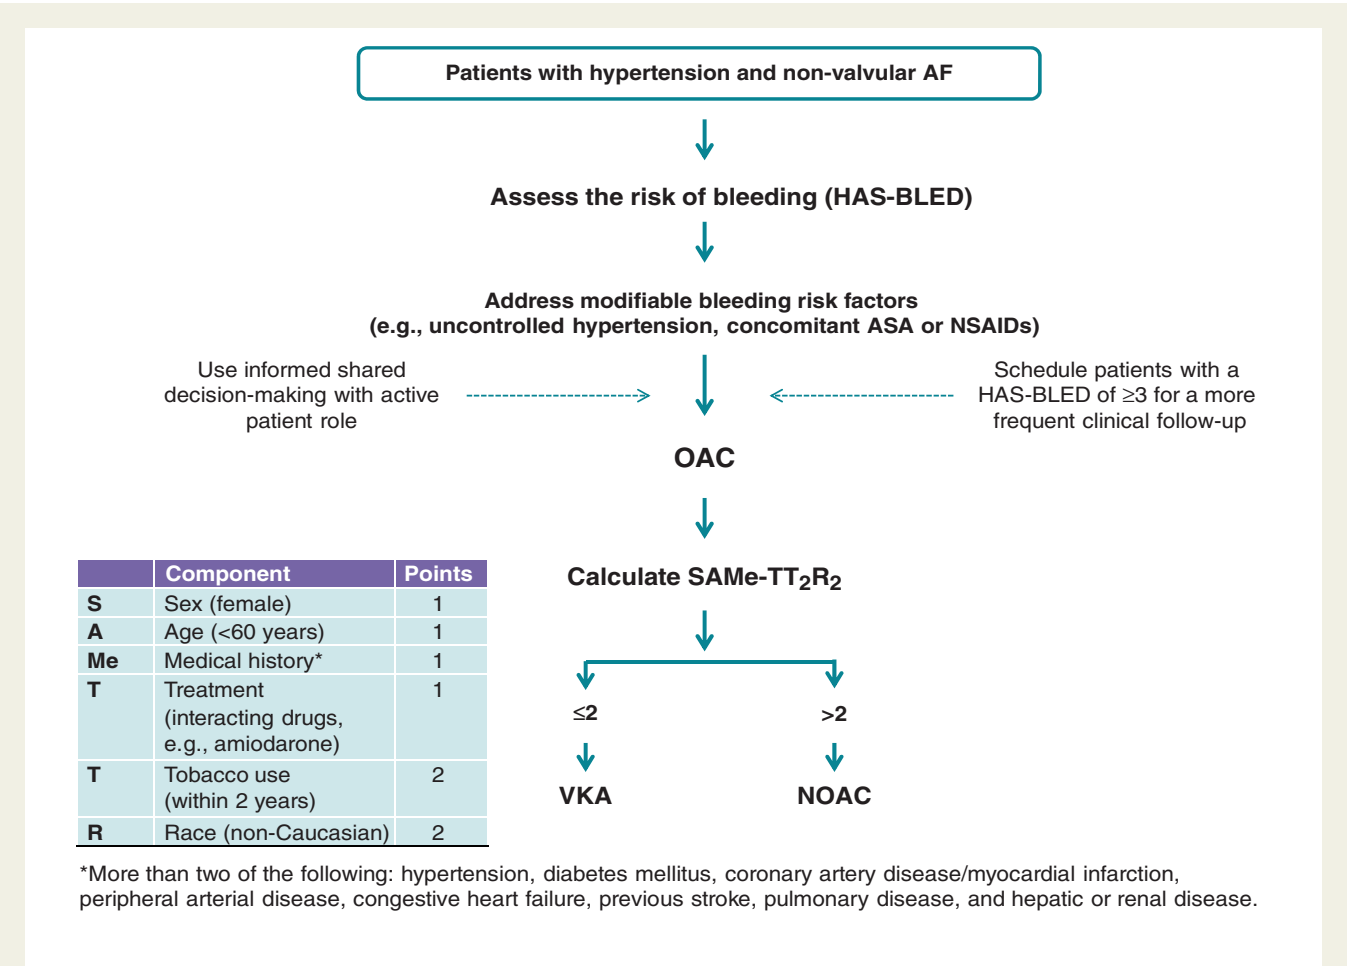 Patients with hypertension and non-valvular AF
Assess the risk of bleeding (HAS-BLED)
Address modifiable bleeding risk factors
(e.g., uncontrolled hypertension, concomitant ASA or NSAIDs)
Use informed shared
decision-making with active
patient role
Schedule patients with a
HAS-BLED of ≥3 for a more
frequent clinical follow-up
OAC
Calculate SAMe-TT2R2
≤2
>2
VKA
NOAC
Component Points
S Sex (female) 1
A Age (<60 years) 1
Me Medical history* 1
T Treatment 1
(interacting drugs,
e.g., amiodarone)
T Tobacco use 2
(within 2 years)
R Race (non-Caucasian) 2
*More than two of the following: hypertension, diabetes mellitus, coronary artery disease/myocardial infarction,
peripheral arterial disease, congestive heart failure, previous stroke, pulmonary disease, and hepatic or renal disease.